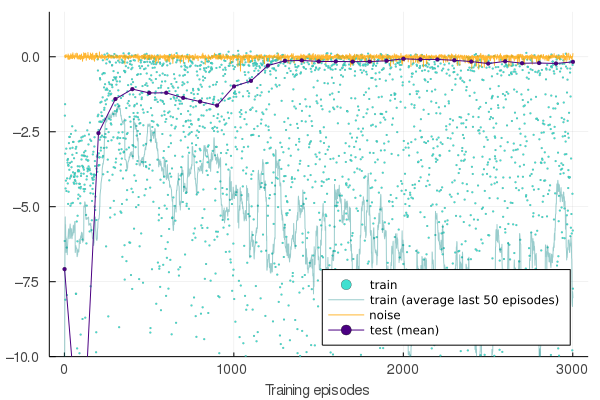 0.0
−2.5
−5.0
−7.5
−10.0
train
train (average last 50 episodes)
noise
test (mean)
0 1000 2000 3000
Training episodes